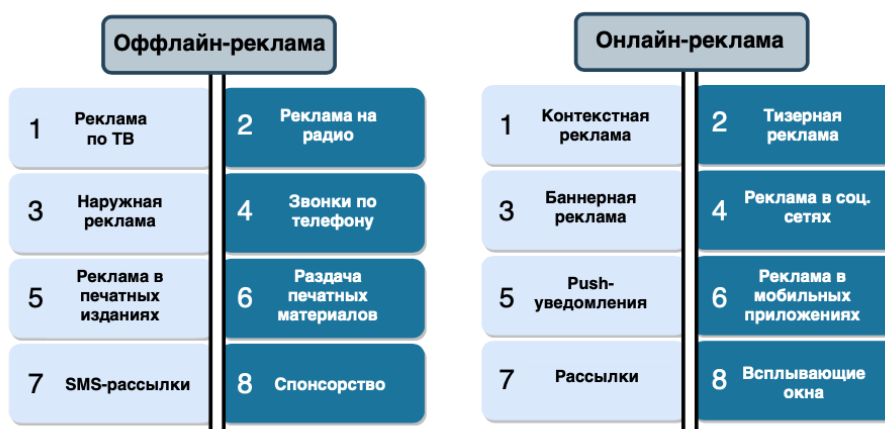 Оффлайн-реклама
1 Реклама
по ТВ
2 Реклама на
радио
3 Наружная
реклама
4 Звонки по
телефону
5 Реклама в
печатных
изданиях
6 Раздача
печатных
материалов
7 SMS-рассылки
8 Спонсорство
Онлайн-реклама
1 Контекстная
реклама
2 Тизерная
реклама
3 Баннерная
реклама
4 Реклама в соц.
сетях
5 Push-
уведомления
6 Реклама в
мобильных
приложениях
7 Рассылки
8 Всплывающие
окна